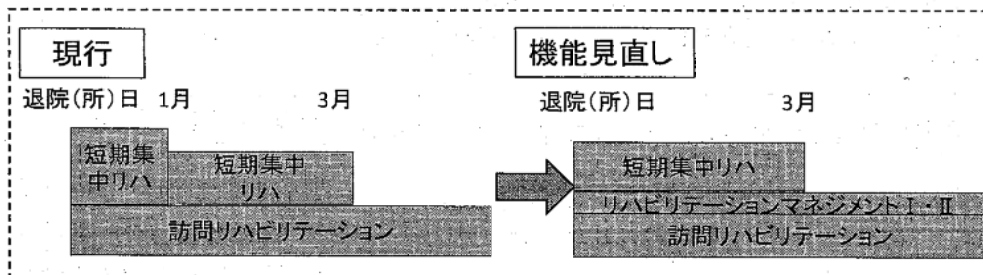 現行
退院(所)日 1月 3月
短期集
中リハ
短期集中
リハ
訪問リハビリテーション
機能見直し
退院(所)日 3月
短期集中リハ
リハビリテーションマネジメントⅠ・Ⅱ
訪問リハビリテーション